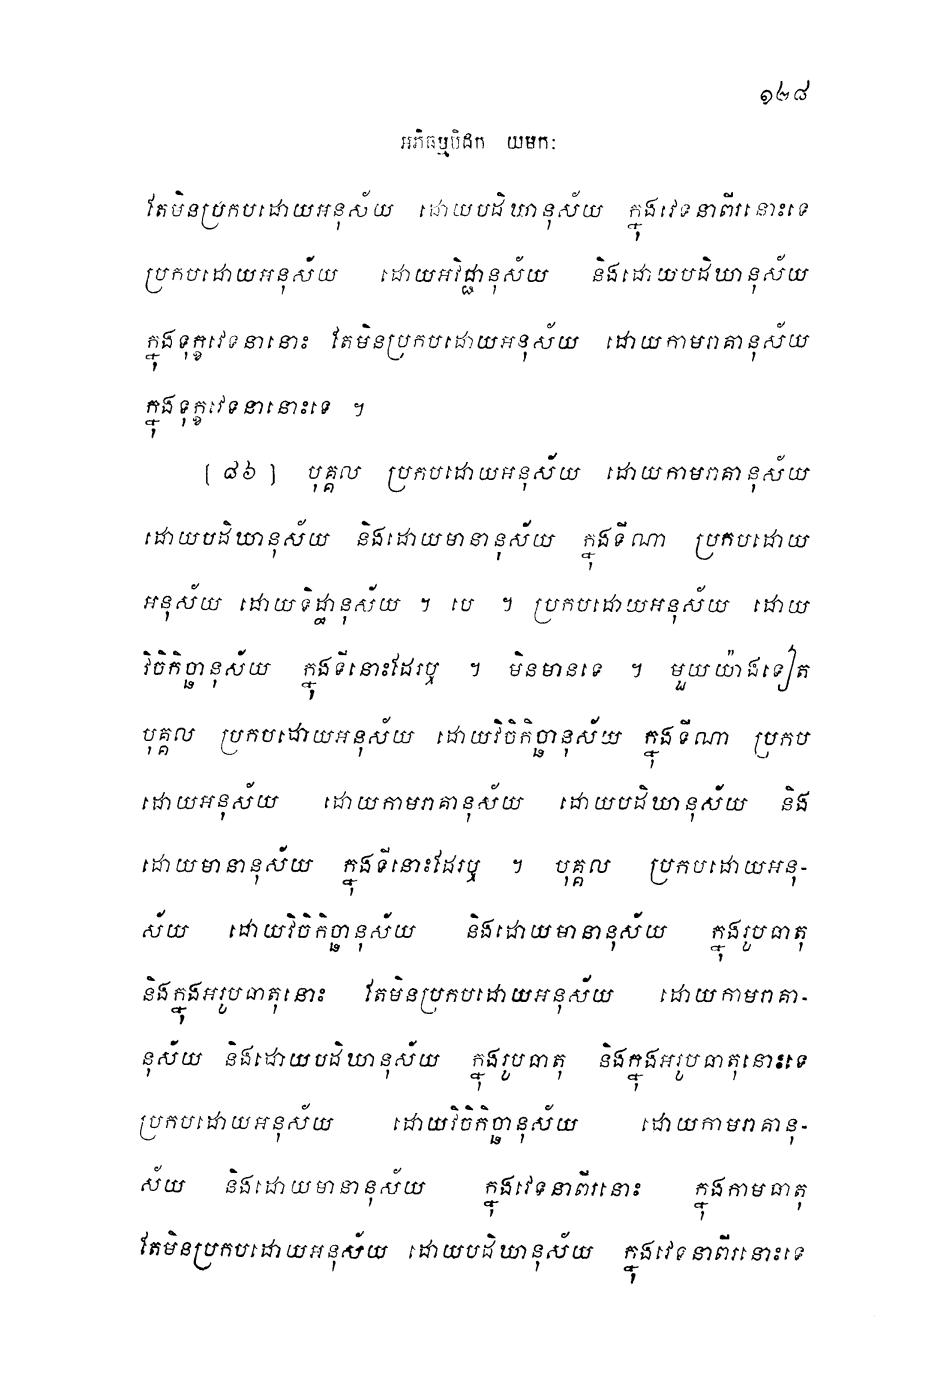 ១២៨
អភិធម្មបិដក យមកៈ
តែមិនប្រកបដោយអនុស័យ ដោយបដិឃានុស័យ ក្នុងវេទនាពីរនោះទេ
ប្រកបដោយអនុស័យ ដោយអវិជ្ជានុស័យ និងដោយបដិឃានុស័យ
ក្នុងទុក្ខវេទនានោះ តែមិនប្រកបដោយអនុស័យ ដោយកាមរាគានុស័យ
ក្នុងទុក្ខវេទនានោះទេ ។
[ ៨៦ ] បុគ្គល ប្រកបដោយអនុស័យ ដោយកាមរាគានុស័យ
ដោយបដិឃានុស័យ និងដោយមានានុស័យ ក្នុងទីណា ប្រកបដោយ
អនុស័យ ដោយទិដ្ឋានុស័យ ។ បេ ។ ប្រកបដោយអនុស័យ ដោយ
វិចិកិច្ឆានុស័យ ក្នុងទីនោះដែរឬ ។ មិនមានទេ ។ មួយយ៉ាងទៀត
បុគ្គល ប្រកបដោយអនុស័យ ដោយវិចិកិច្ឆានុស័យ ក្នុងទីណា ប្រកប
ដោយអនុស័យ ដោយកាមរាគានុស័យ ដោយបដិឃានុស័យ និង
ដោយមានានុស័យ ក្នុងទីនោះដែរឬ ។ បុគ្គល ប្រកបដោយអនុ-
ស័យ ដោយវិចិកិច្ឆានុស័យ និងដោយមានានុស័យ ក្នុងរូបធាតុ
និងក្នុងអរូបធាតុនោះ តែមិនប្រកបដោយអនុស័យ ដោយកាមរាគា-
នុស័យ និងដោយបដិឃានុស័យ ក្នុងរូបធាតុ និងក្នុងអរូបធាតុនោះទេ
ប្រកបដោយអនុស័យ ដោយវិចិកិច្ឆានុស័យ ដោយកាមរាគានុ-
ស័យ និងដោយមានានុស័យ ក្នុងវេទនាពីរនោះ ក្នុងកាមធាតុ
តែមិនប្រកបដោយអនុស័យ ដោយបដិឃានុស័យ ក្នុងវេទនាពីរនោះទេ